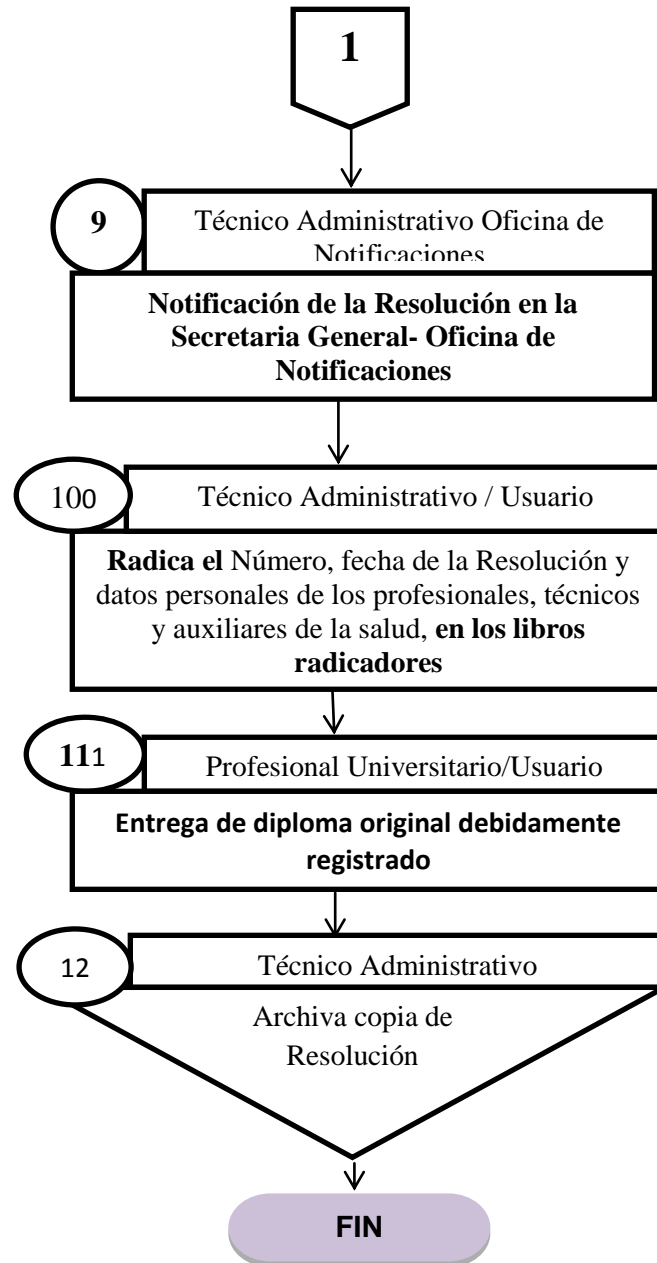 1
9
Técnico Administrativo Oficina de
Notificaciones
Notificación de la Resolución en la
Secretaria General- Oficina de
Notificaciones
100
Técnico Administrativo / Usuario
Radica el Número, fecha de la Resolución y
datos personales de los profesionales, técnicos
y auxiliares de la salud, en los libros
radicadores
111
Profesional Universitario/Usuario
Entrega de diploma original debidamente
registrado
12
Técnico Administrativo
Archiva copia de
Resolución
FIN